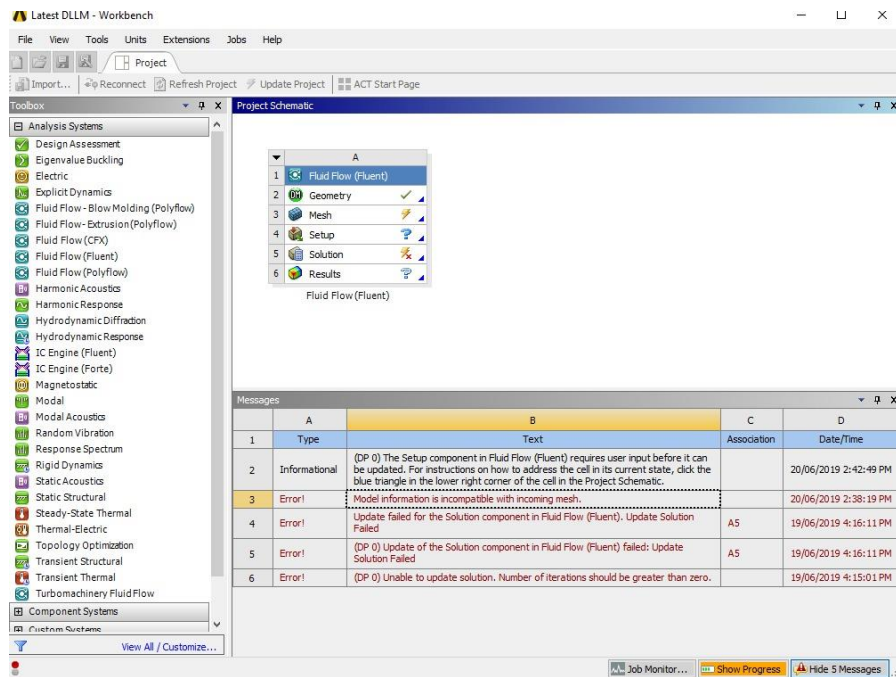 Latest DLLM - Workbench
File View Tools Units Extensions Jobs Help
Project
Import... Reconnect Refresh Project Update Project ACT Start Page
Toolbox
Analysis Systems
Design Assessment
Eigenvalue Buckling
Electric
Explicit Dynamics
Fluid Flow - Blow Molding (Polyflow)
Fluid Flow - Extrusion (Polyflow)
Fluid Flow (CFX)
Fluid Flow (Fluent)
Fluid Flow (Polyflow)
Harmonic Acoustics
Harmonic Response
Hydrodynamic Diffraction
Hydrodynamic Response
IC Engine (Fluent)
IC Engine (Forte)
Magnetostatic
Modal
Modal Acoustics
Random Vibration
Response Spectrum
Rigid Dynamics
Static Acoustics
Static Structural
Steady-State Thermal
Thermal-Electric
Topology Optimization
Transient Structural
Transient Thermal
Turbomachinery Fluid Flow
Component Systems
Custom Systems
View All / Customize...
Project Schematic
A
1 Fluid Flow (Fluent)
2 Geometry
3 Mesh
4 Setup
5 Solution
6 Results
Fluid Flow (Fluent)
Messages
A B C D
1 Type Text Association Date/Time
2 Informational (DP 0) The Setup component in Fluid Flow (Fluent) requires user input before it can
be updated. For instructions on how to address the cell in its current state, click the
blue triangle in the lower right corner of the cell in the Project Schematic. 20/06/2019 2:42:49 PM
3 Error! Model information is incompatible with incoming mesh. 20/06/2019 2:38:19 PM
4 Error! Update failed for the Solution component in Fluid Flow (Fluent). Update Solution
Failed A5 19/06/2019 4:16:11 PM
5 Error! (DP 0) Update of the Solution component in Fluid Flow (Fluent) failed: Update
Solution Failed A5 19/06/2019 4:16:11 PM
6 Error! (DP 0) Unable to update solution. Number of iterations should be greater than zero. 19/06/2019 4:15:01 PM
Job Monitor... Show Progress Hide 5 Messages